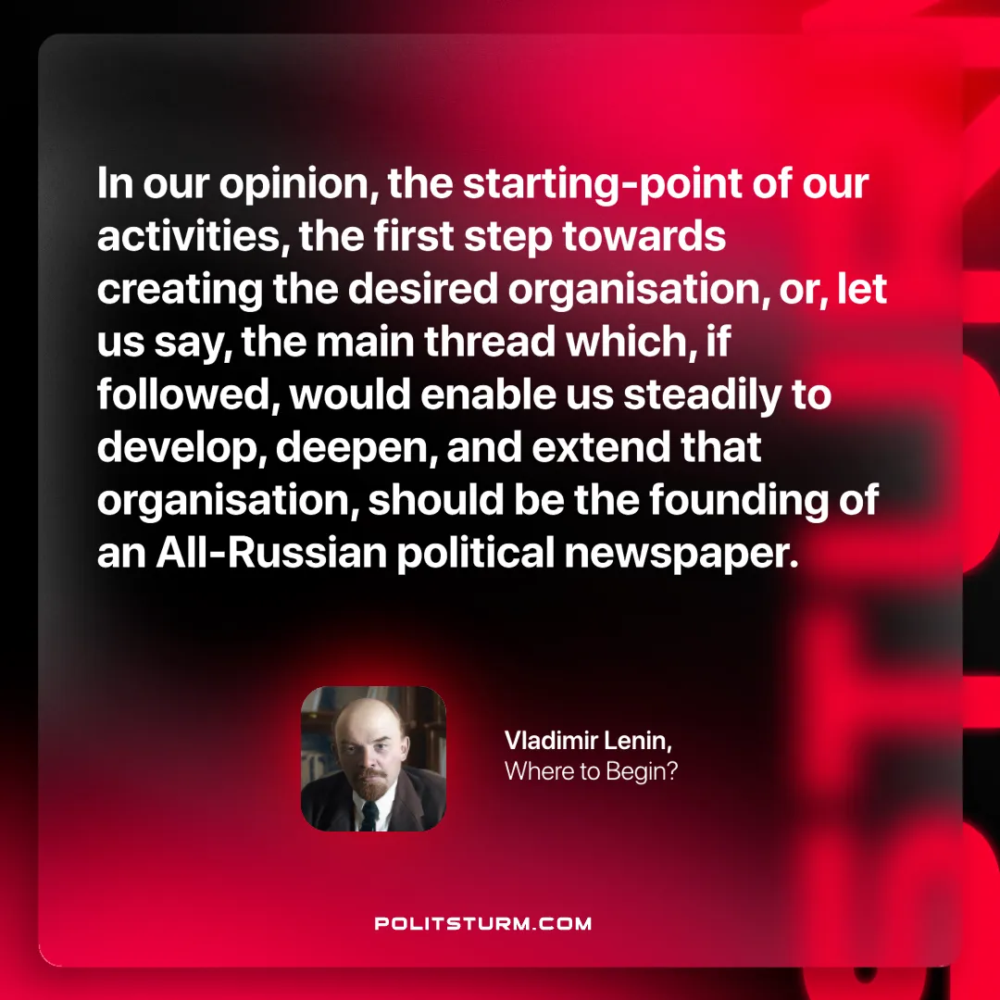 In our opinion, the starting-point of our
activities, the first step towards
creating the desired organisation, or, let
us say, the main thread which, if
followed, would enable us steadily to
develop, deepen, and extend that
organisation, should be the founding of
an All-Russian political newspaper.
Vladimir Lenin,
Where to Begin?
POLITSTURM.COM